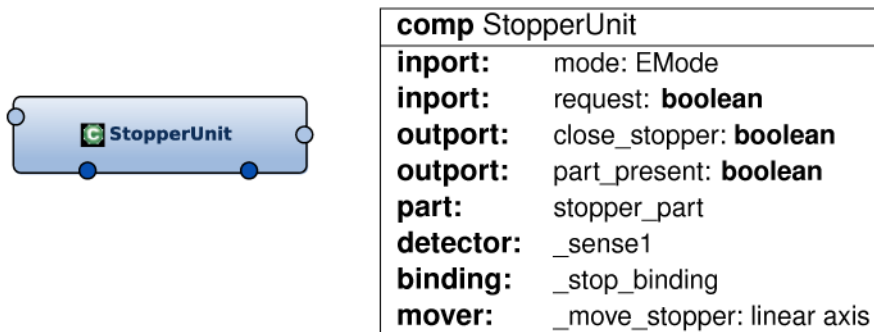 C StopperUnit
comp StopperUnit
inport: mode: EMode
inport: request: boolean
outport: close_stopper: boolean
outport: part_present: boolean
part: stopper_part
detector: _sense1
binding: _stop_binding
mover: _move_stopper: linear axis